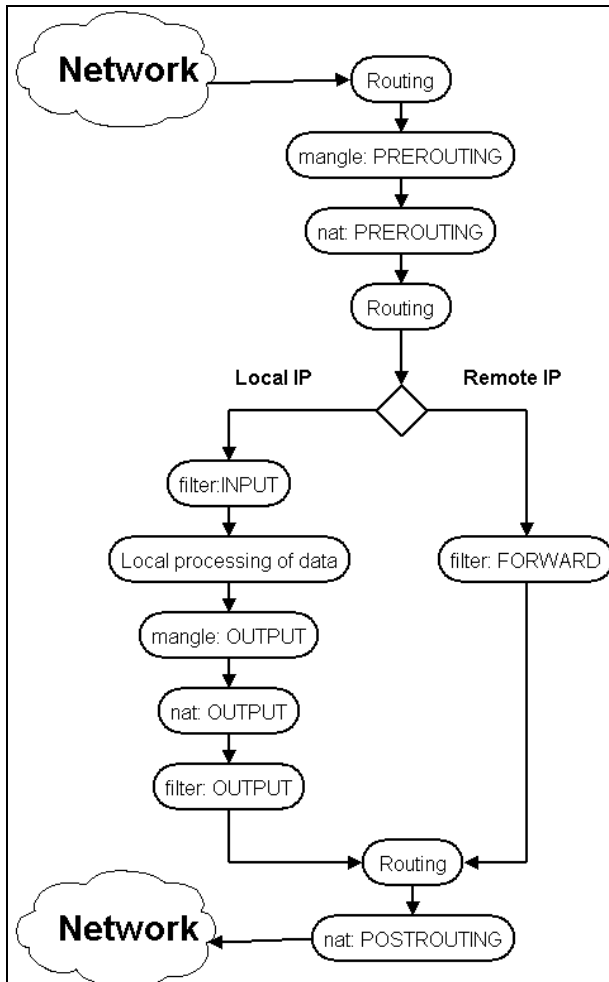 Network
Routing
mangle: PREROUTING
nat: PREROUTING
Routing
Local IP
Remote IP
filter:INPUT
Local processing of data
filter: FORWARD
mangle: OUTPUT
nat: OUTPUT
filter: OUTPUT
Routing
Network
nat: POSTROUTING